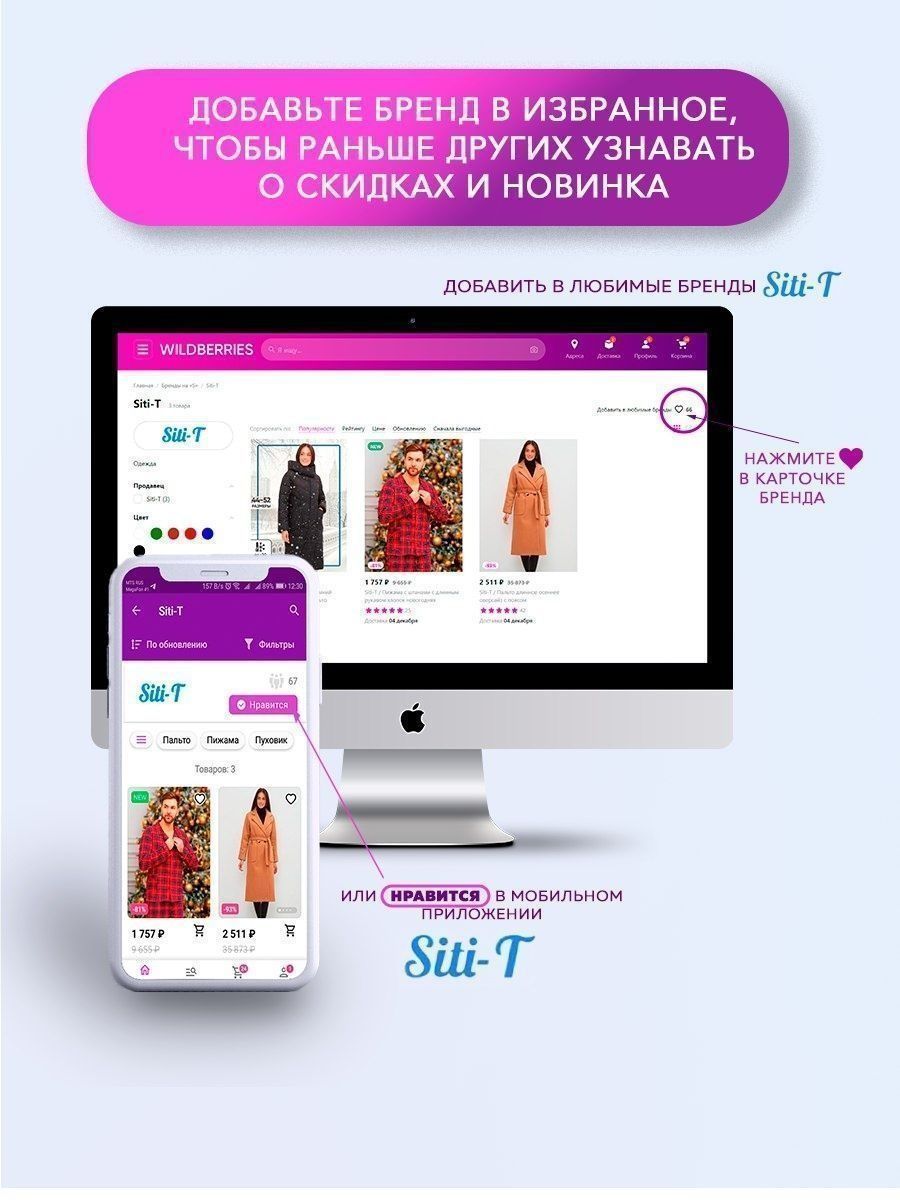 ДОБАВЬТЕ БРЕНД В ИЗБРАННОЕ,
ЧТОБЫ РАНЬШЕ ДРУГИХ УЗНАВАТЬ
О СКИДКАХ И НОВИНКА
ДОБАВИТЬ В ЛЮБИМЫЕ БРЕНДЫ Siti-T
WILDBERRIES
Я ищу...
Адреса Доставка Профиль Корзина
Главная / Бренды на «S» / Siti-T
Siti-T 3 товара
Добавить в любимые бренды 66
Siti-T
Сортировать по: Популярности Рейтингу Цене Обновлению Сначала выгодные
Одежда
Продавец
Siti-T (3)
Цвет
44-52
РАЗМЕРЫ
NEW
-81%
-93%
1 757 ₽ 9 655 ₽
Siti-T / Пижама с штанами с длинным
рукавом хлопок новогодняя
25
Доставка 04 декабря
2 511 ₽ 35 873 ₽
Siti-T / Пальто длинное осеннее
оверсайз с поясом
42
Доставка 04 декабря
НАЖМИТЕ
В КАРТОЧКЕ
БРЕНДА
MTS RUS
MegaFon #1
157 B/s
89% 12:30
Siti-T
По обновлению Фильтры
Siti-T
67
Нравится
Пальто Пижама Пуховик
Товаров: 3
NEW
-81%
-93%
1 757 ₽
9 655 ₽
2 511 ₽
35 873 ₽
24
1
ИЛИ НРАВИТСЯ В МОБИЛЬНОМ
ПРИЛОЖЕНИИ
Siti-T